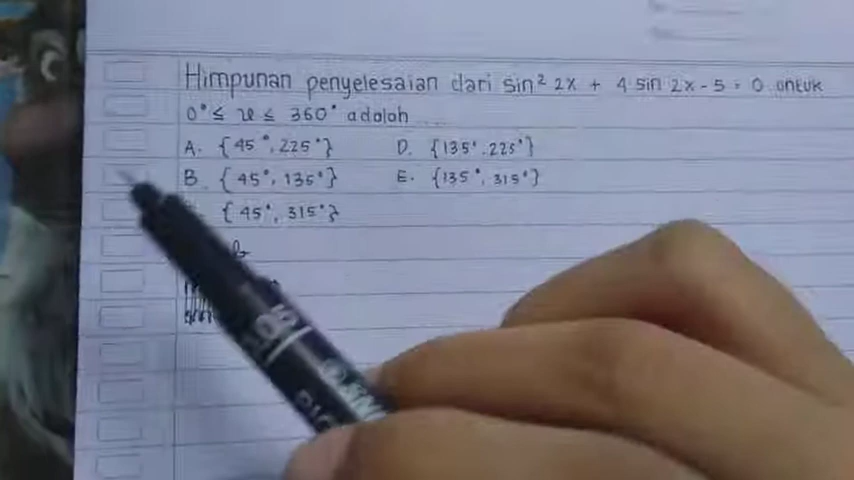 Himpunan penyelesaian dari sin² 2x + 4 sin 2x - 5 = 0 untuk
0° ≤ x ≤ 360° adalah ...
A. {45°, 225°} D. {135°, 225°}
B. {45°, 135°} E. {135°, 315°}
{45°, 315°}